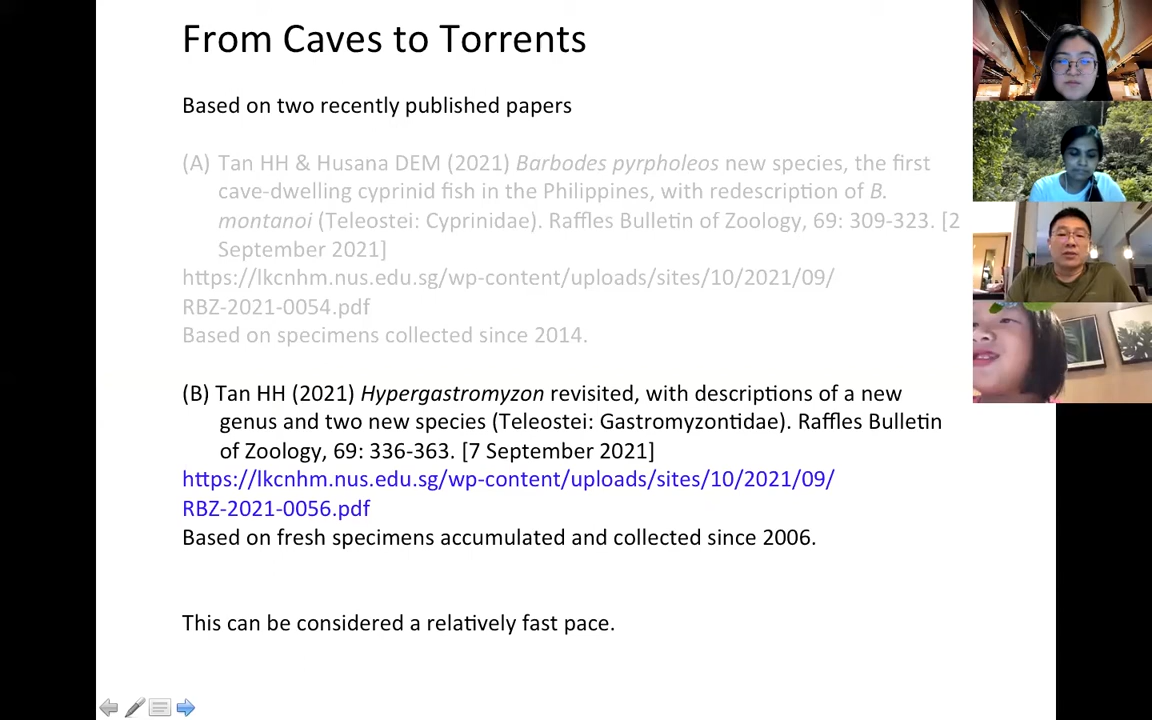 From Caves to Torrents
Based on two recently published papers
(A) Tan HH & Husana DEM (2021) Barbodes pyrpholeos new species, the first
cave-dwelling cyprinid fish in the Philippines, with redescription of B.
montanoi (Teleostei: Cyprinidae). Raffles Bulletin of Zoology, 69: 309-323. [2
September 2021]
https://lkcnhm.nus.edu.sg/wp-content/uploads/sites/10/2021/09/
RBZ-2021-0054.pdf
Based on specimens collected since 2014.
(B) Tan HH (2021) Hypergastromyzon revisited, with descriptions of a new
genus and two new species (Teleostei: Gastromyzontidae). Raffles Bulletin
of Zoology, 69: 336-363. [7 September 2021]
https://lkcnhm.nus.edu.sg/wp-content/uploads/sites/10/2021/09/
RBZ-2021-0056.pdf
Based on fresh specimens accumulated and collected since 2006.
This can be considered a relatively fast pace.